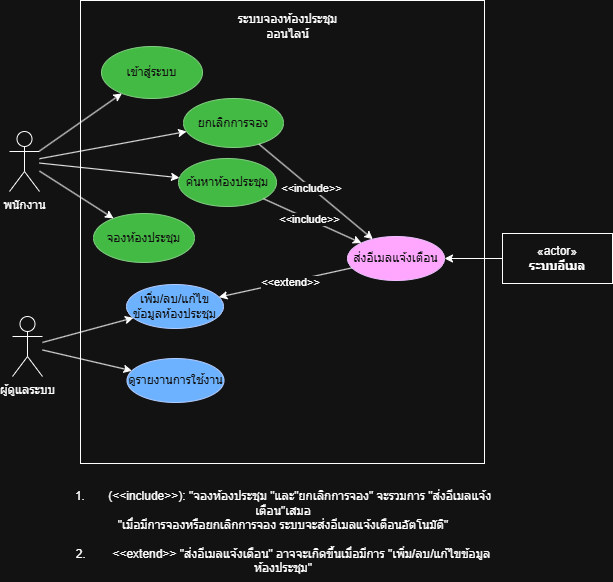 ระบบจองห้องประชุม
ออนไลน์
เข้าสู่ระบบ
ยกเลิกการจอง
ค้นหาห้องประชุม
<<include>>
<<include>>
พนักงาน
จองห้องประชุม
ส่งอีเมลแจ้งเตือน
«actor»
ระบบอีเมล
<<extend>>
เพิ่ม/ลบ/แก้ไข
ข้อมูลห้องประชุม
ดูรายงานการใช้งาน
ผู้ดูแลระบบ
1. (<<include>>): "จองห้องประชุม "และ"ยกเลิกการจอง" จะรวมการ "ส่งอีเมลแจ้ง
เตือน"เสมอ
"เมื่อมีการจองหรือยกเลิกการจอง ระบบจะส่งอีเมลแจ้งเตือนอัตโนมัติ"
2. <<extend>> "ส่งอีเมลแจ้งเตือน" อาจจะเกิดขึ้นเมื่อมีการ "เพิ่ม/ลบ/แก้ไขข้อมูล
ห้องประชุม"